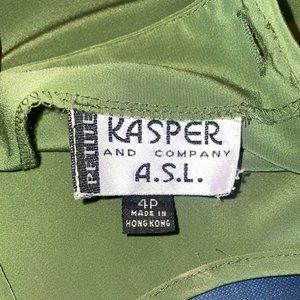 PETITE
KASPER
AND COMPANY
A.S.L.
4P
MADE IN
HONG KONG